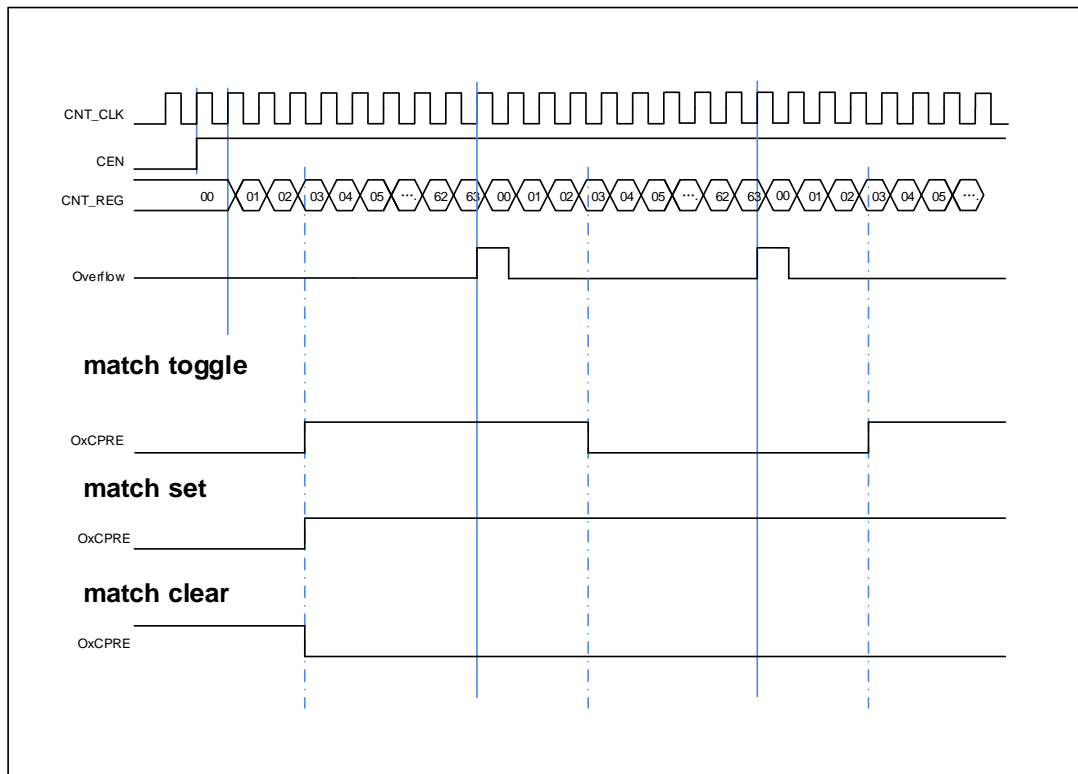 CNT_CLK
CEN
CNT_REG 00 01 02 03 04 05 .... 62 63 00 01 02 03 04 05 .... 62 63 00 01 02 03 04 05 ....
Overflow
match toggle
OxCPRE
match set
OxCPRE
match clear
OxCPRE